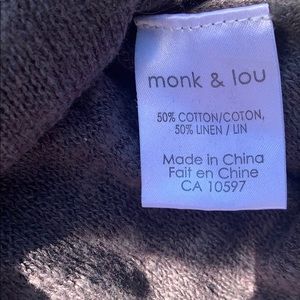 monk & lou
50% COTTON/COTON,
50% LINEN / LIN
Made in China
Fait en Chine
CA 10597